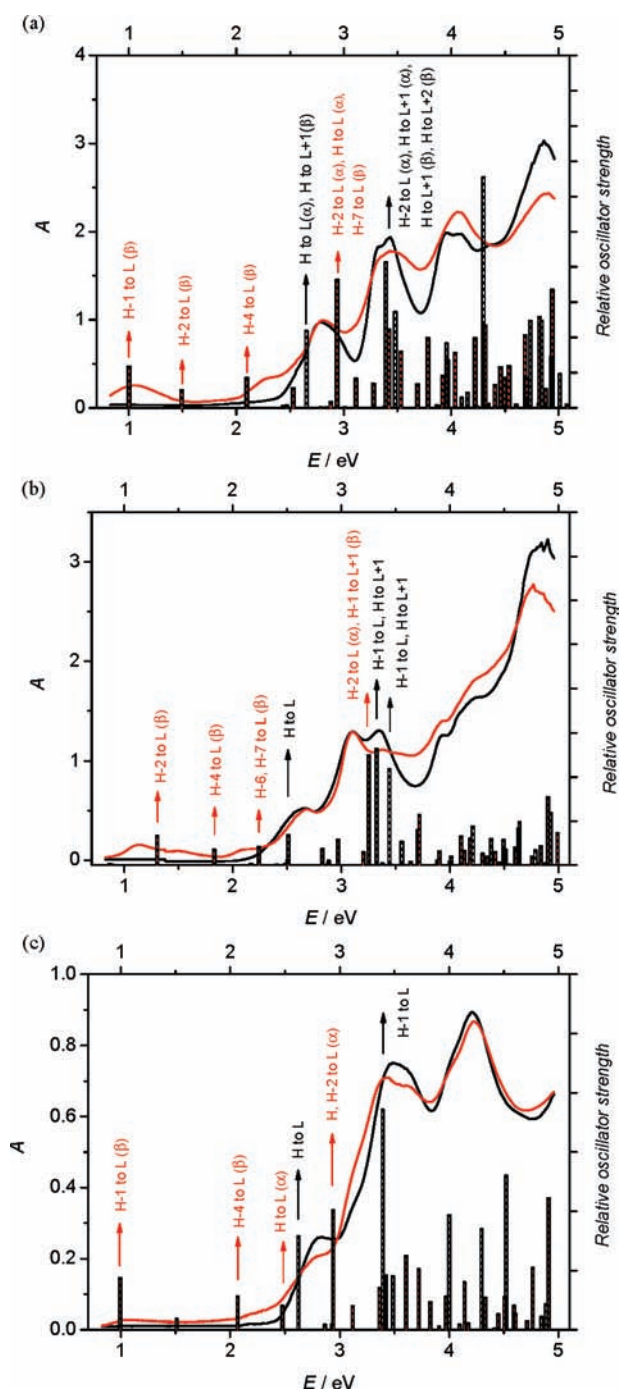 (a)
1 2 3 4 5
H-1 to L (β)
H-2 to L (β)
H-4 to L (β)
H to L(α), H to L+1(β)
H-2 to L (α), H to L (α),
H-7 to L (β)
H-2 to L (α), H to L+1 (α),
H to L+1 (β), H to L+2 (β)
4
3
2
1
0
A
Relative oscillator strength
1 2 3 4 5
E / eV
(b)
1 2 3 4 5
H-2 to L (β)
H-4 to L (β)
H-6, H-7 to L (β)
H to L
H-2 to L (α), H-1 to L+1 (β)
H-1 to L, H to L+1
H-1 to L, H to L+1
3
2
1
0
A
Relative oscillator strength
1 2 3 4 5
E / eV
(c)
1 2 3 4 5
H-1 to L (β)
H-4 to L (β)
H to L (α)
H to L
H, H-2 to L (α)
H-1 to L
1.0
0.8
0.6
0.4
0.2
0.0
A
Relative oscillator strength
1 2 3 4 5
E / eV